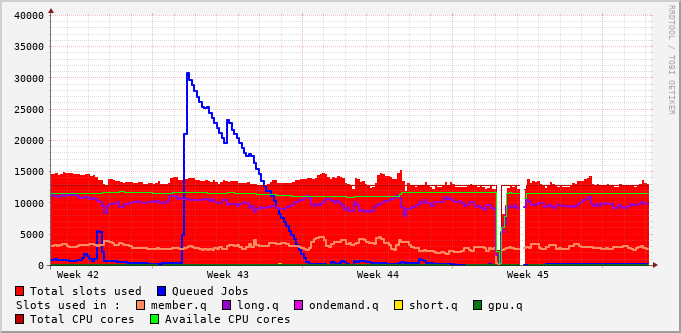 40000
35000
30000
25000
20000
15000
10000
5000
0
Week 42 Week 43 Week 44 Week 45
RRDTOOL / TOBI OETIKER
Total slots used Queued Jobs
Slots used in : member.q long.q ondemand.q short.q gpu.q
Total CPU cores Availale CPU cores